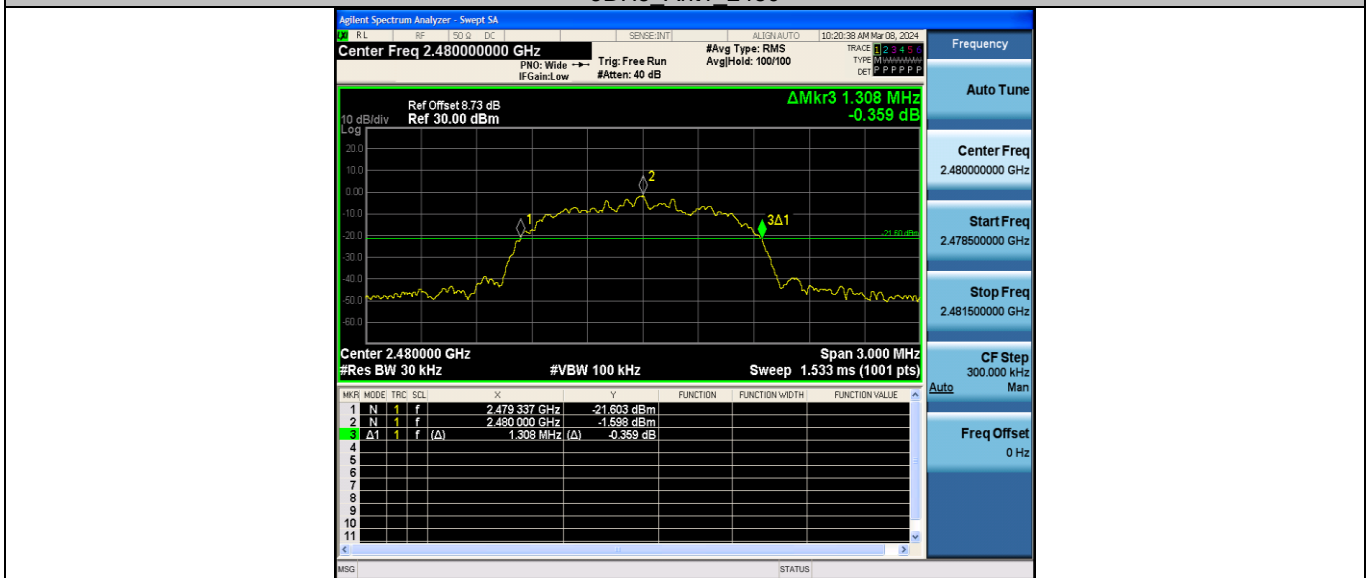 Agilent Spectrum Analyzer - Swept SA
RL RF 50 Ω DC SENSE:INT ALIGN AUTO 10:20:38 AM Mar 08, 2024
Center Freq 2.480000000 GHz
PNO: Wide
IFGain:Low
Trig: Free Run
#Atten: 40 dB
#Avg Type: RMS
Avg|Hold: 100/100
TRACE 1 2 3 4 5 6
TYPE M
DET P P P P P P
Frequency
Auto Tune
Center Freq
2.480000000 GHz
Start Freq
2.478500000 GHz
Stop Freq
2.481500000 GHz
CF Step
300.000 kHz
Auto Man
Freq Offset
0 Hz
ΔMkr3 1.308 MHz
-0.359 dB
Ref Offset 8.73 dB
10 dB/div Ref 30.00 dBm
Log
20.0
10.0
0.00
-10.0
-20.0
-30.0
-40.0
-50.0
-60.0
1
2
3Δ1
-21.60 dBm
Center 2.480000 GHz Span 3.000 MHz
#Res BW 30 kHz #VBW 100 kHz Sweep 1.533 ms (1001 pts)
MKR MODE TRC SCL X Y FUNCTION FUNCTION WIDTH FUNCTION VALUE
1 N 1 f 2.479 337 GHz -21.603 dBm
2 N 1 f 2.480 000 GHz -1.598 dBm
3 Δ1 1 f (Δ) 1.308 MHz (Δ) -0.359 dB
4
5
6
7
8
9
10
11
MSG STATUS